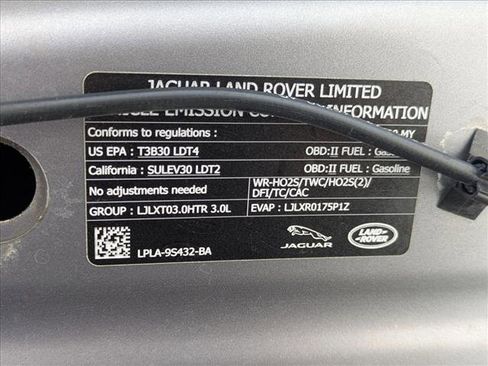 JAGUAR LAND ROVER LIMITED
EMISSION INFORMATION
Conforms to regulations : MY
US EPA : T3B30 LDT4 OBD:II FUEL :
California : SULEV30 LDT2 OBD:II FUEL : Gasoline
No adjustments needed WR-HO2S/TWC/HO2S(2)/
DFI/TC/CAC
GROUP : LJLXT03.0HTR 3.0L EVAP : LJLXR0175P1Z
LPLA-9S432-BA JAGUAR LAND ROVER